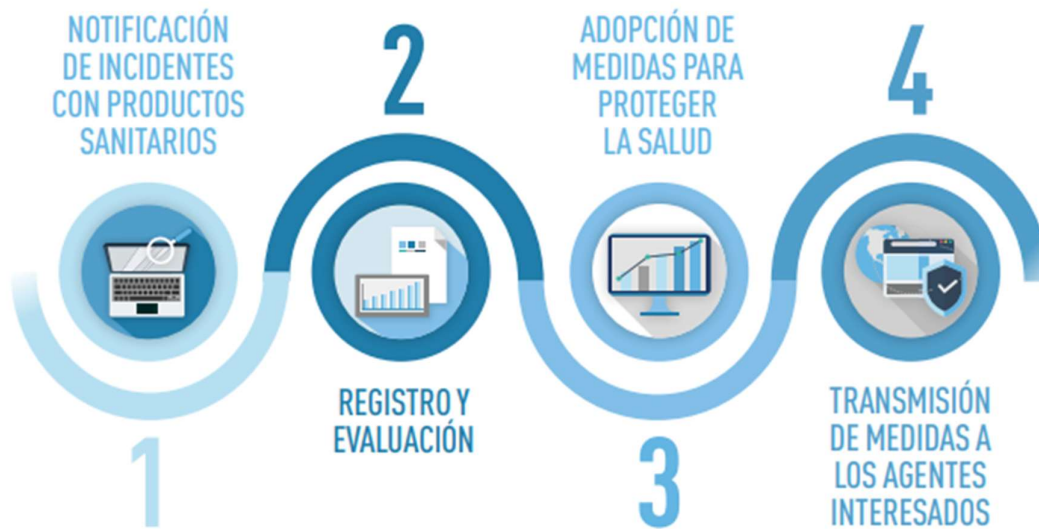 NOTIFICACIÓN
DE INCIDENTES
CON PRODUCTOS
SANITARIOS
1
2
REGISTRO Y
EVALUACIÓN
ADOPCIÓN DE
MEDIDAS PARA
PROTEGER
LA SALUD
3
4
TRANSMISIÓN
DE MEDIDAS A
LOS AGENTES
INTERESADOS